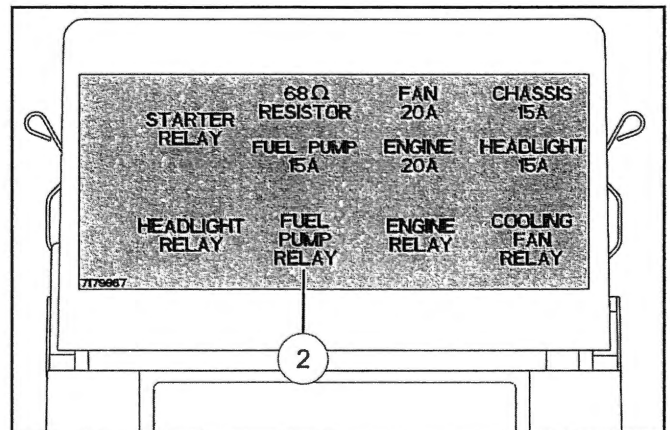 STARTER
RELAY
68Ω
RESISTOR
FAN
20A
CHASSIS
15A
FUEL PUMP
15A
ENGINE
20A
HEADLIGHT
15A
HEADLIGHT
RELAY
FUEL
PUMP
RELAY
ENGINE
RELAY
COOLING
FAN
RELAY
7179667
2